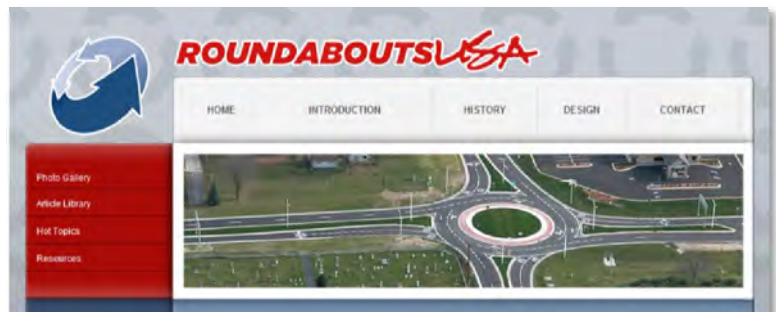 ROUNDABOUTSUSA
HOME INTRODUCTION HISTORY DESIGN CONTACT
Photo Gallery
Article Library
Hot Topics
Resources